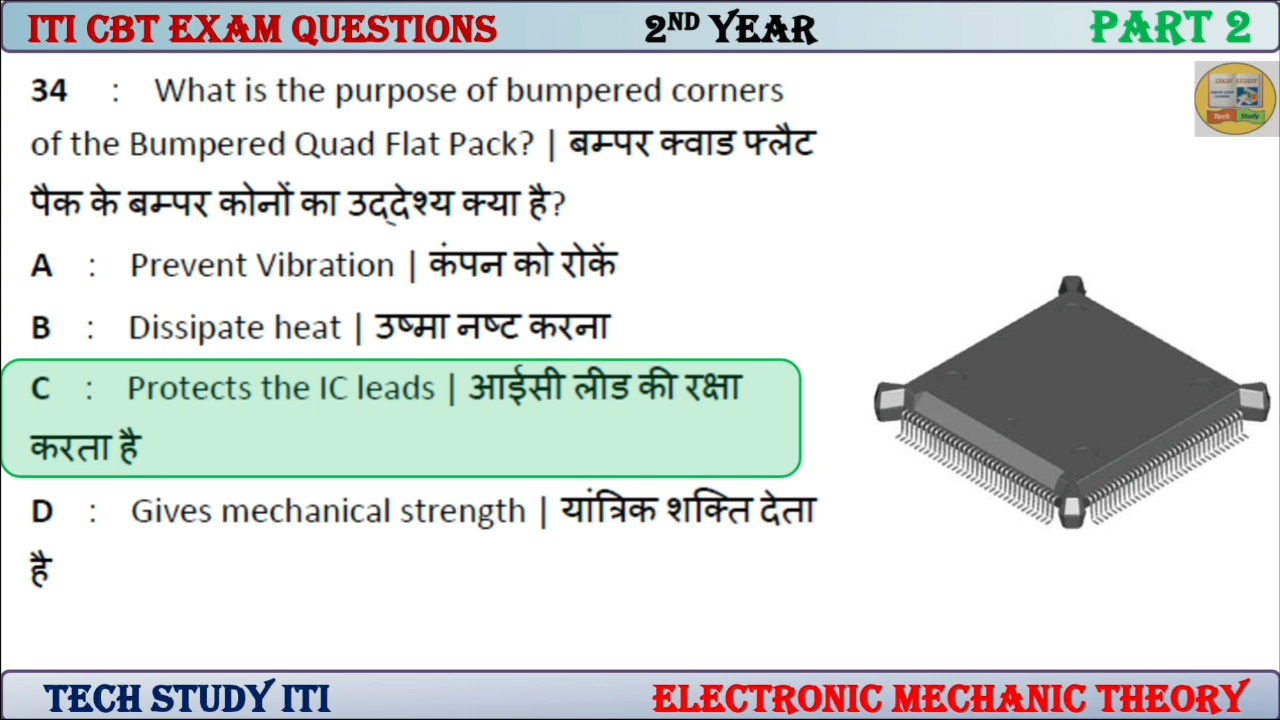 ITI CBT EXAM QUESTIONS 2ND YEAR PART 2
TECH STUDY
34 : What is the purpose of bumpered corners
of the Bumpered Quad Flat Pack? | बम्पर क्वाड फ्लैट
पैक के बम्पर कोनों का उद्देश्य क्या है?
A : Prevent Vibration | कंपन को रोकें
B : Dissipate heat | उष्मा नष्ट करना
C : Protects the IC leads | आईसी लीड की रक्षा
करता है
D : Gives mechanical strength | यांत्रिक शक्ति देता
है
Tech Study
TECH STUDY ITI ELECTRONIC MECHANIC THEORY